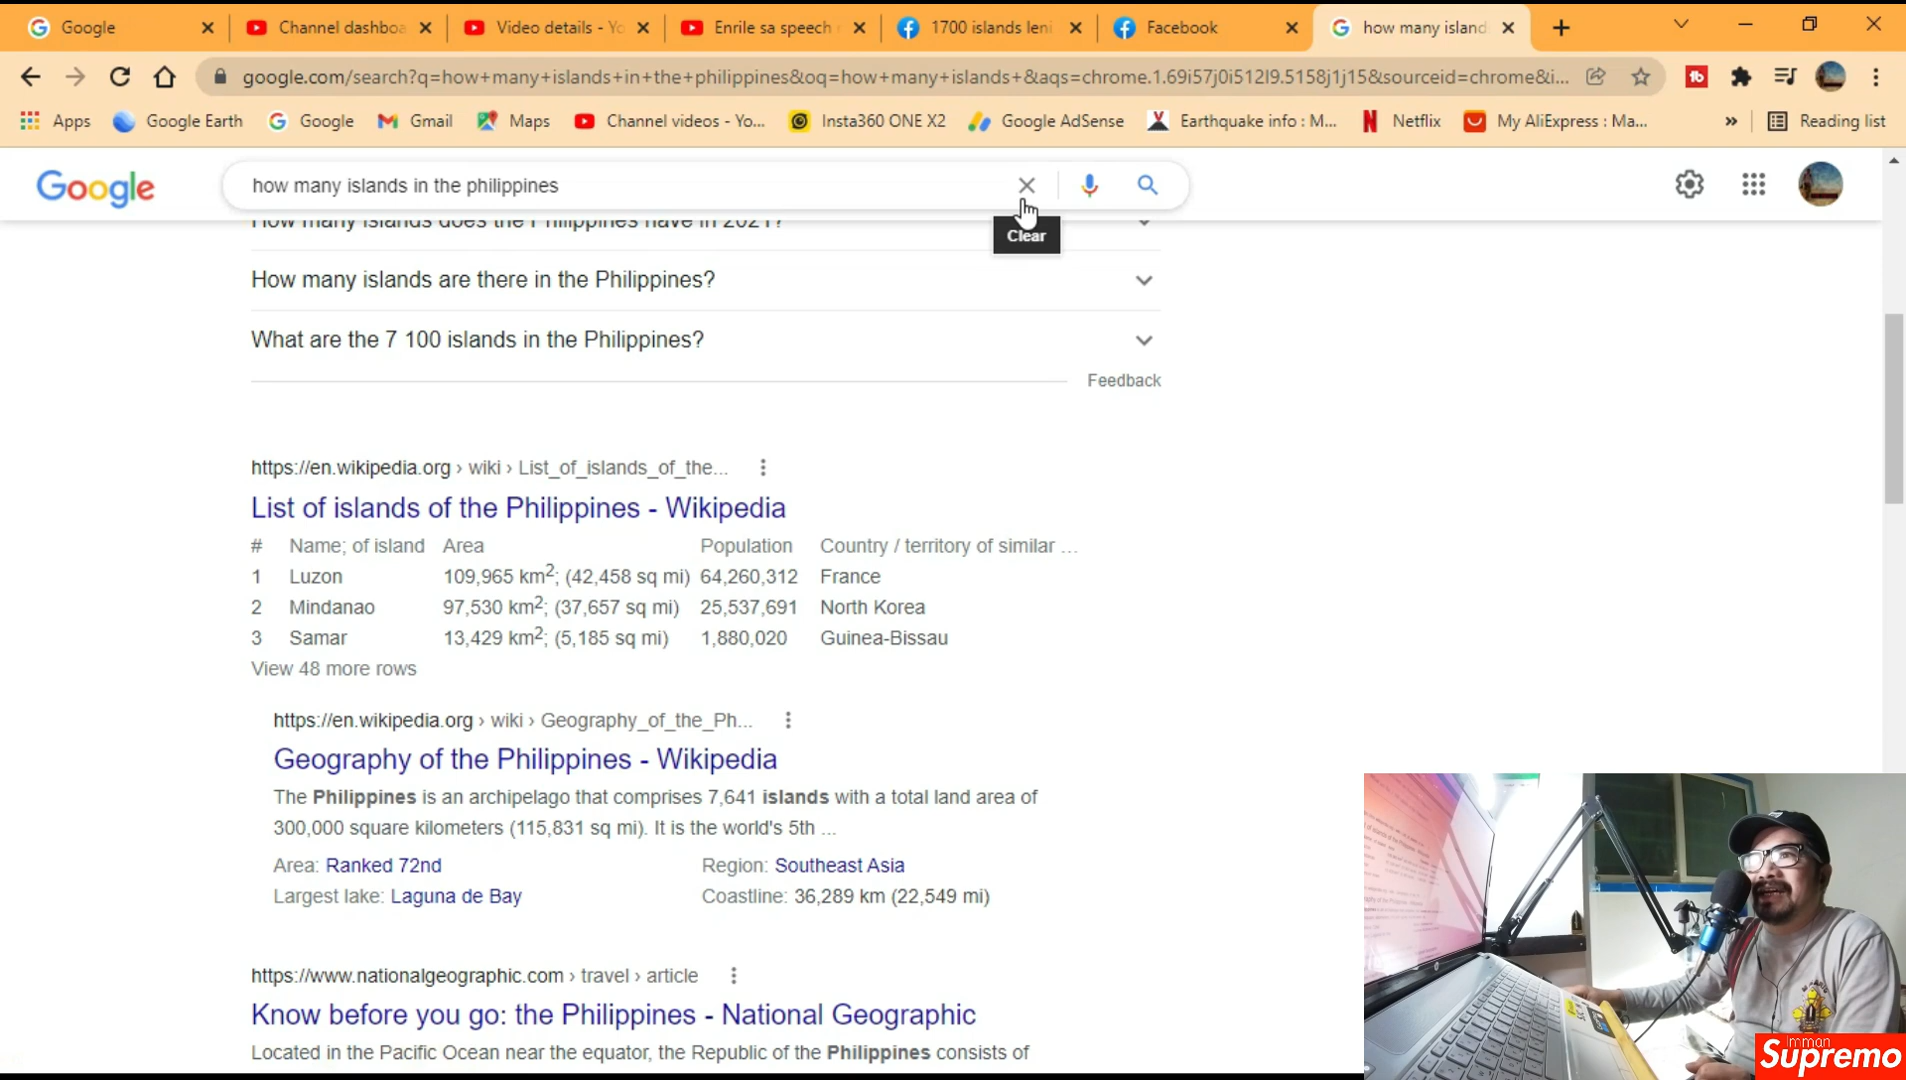 Google
Channel dashboa
Video details - Yo
Enrile sa speech
1700 islands leni
Facebook
how many island
google.com/search?q=how+many+islands+in+the+philippines&oq=how+many+islands+&aqs=chrome.1.69i57j0i512l9.5158j1j15&sourceid=chrome&i...
Apps
Google Earth
Google
Gmail
Maps
Channel videos - Yo...
Insta360 ONE X2
Google AdSense
Earthquake info : M...
Netflix
My AliExpress : Ma...
»
Reading list
Google
how many islands in the philippines
Clear
How many islands does the Philippines have in 2021?
How many islands are there in the Philippines?
What are the 7 100 islands in the Philippines?
Feedback
https://en.wikipedia.org › wiki › List_of_islands_of_the...
List of islands of the Philippines - Wikipedia
# Name; of island Area Population Country / territory of similar ...
1 Luzon 109,965 km2; (42,458 sq mi) 64,260,312 France
2 Mindanao 97,530 km2; (37,657 sq mi) 25,537,691 North Korea
3 Samar 13,429 km2; (5,185 sq mi) 1,880,020 Guinea-Bissau
View 48 more rows
https://en.wikipedia.org › wiki › Geography_of_the_Ph...
Geography of the Philippines - Wikipedia
The Philippines is an archipelago that comprises 7,641 islands with a total land area of
300,000 square kilometers (115,831 sq mi). It is the world's 5th ...
Area: Ranked 72nd Region: Southeast Asia
Largest lake: Laguna de Bay Coastline: 36,289 km (22,549 mi)
https://www.nationalgeographic.com › travel › article
Know before you go: the Philippines - National Geographic
Located in the Pacific Ocean near the equator, the Republic of the Philippines consists of
Imman
Supremo